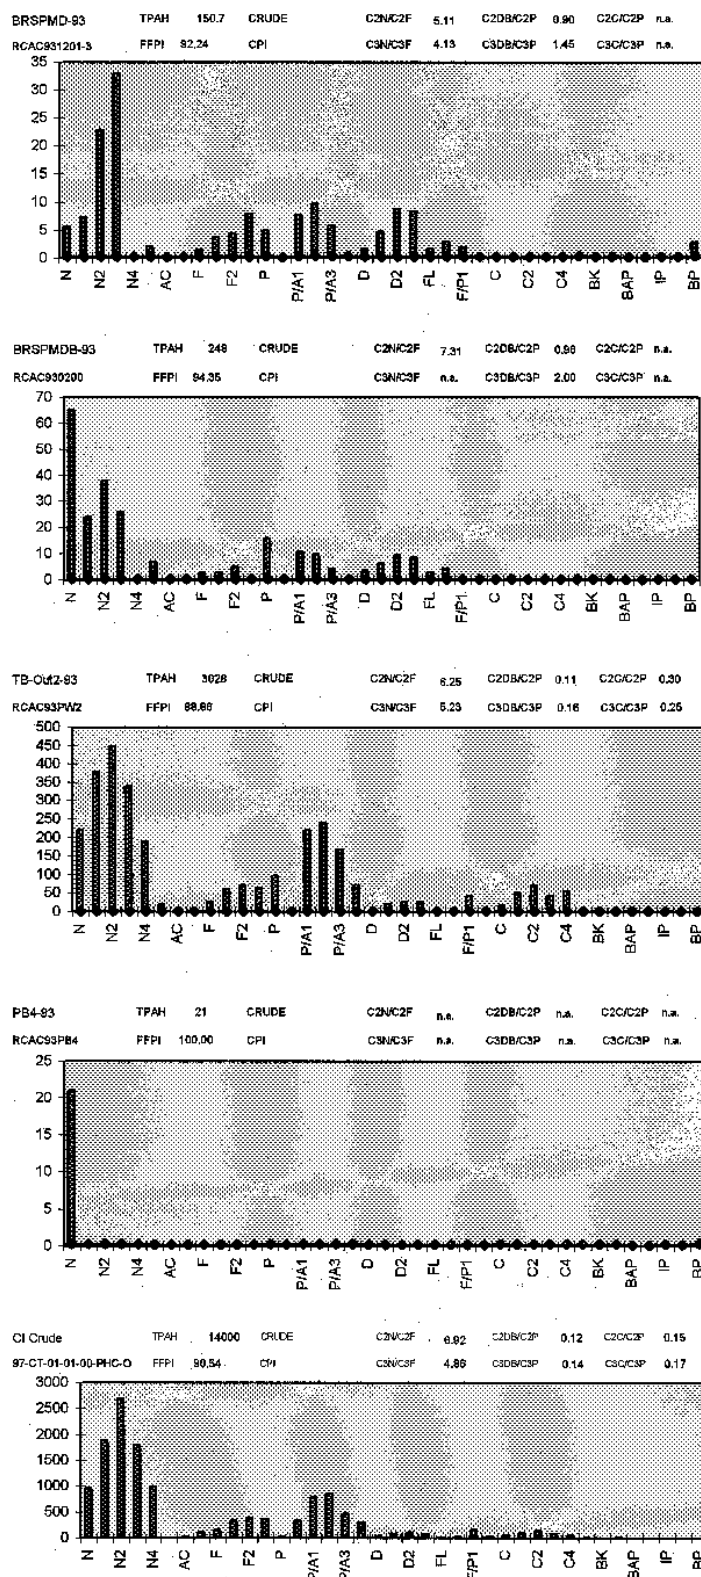 BRSPMD-93 TPAH 150.7 CRUDE C2N/C2F 5.11 C2DB/C2P 0.90 C2C/C2P n.a.
RCAC931201-3 FFPI 92.24 CPI C3N/C3F 4.13 C3DB/C3P 1.45 C3C/C3P n.a.
35
30
25
20
15
10
5
0
N N2 N4 AC F F2 P P/A1 P/A3 D D2 FL F/P1 C C2 C4 BK BAP IP BP
BRSPMDB-93 TPAH 248 CRUDE C2N/C2F 7.31 C2DB/C2P 0.98 C2C/C2P n.a.
RCAC930200 FFPI 94.35 CPI C3N/C3F n.a. C3DB/C3P 2.00 C3C/C3P n.a.
70
60
50
40
30
20
10
0
N N2 N4 AC F F2 P P/A1 P/A3 D D2 FL F/P1 C C2 C4 BK BAP IP BP
TB-Out2-93 TPAH 3028 CRUDE C2N/C2F 6.25 C2DB/C2P 0.11 C2C/C2P 0.30
RCAC93PW2 FFPI 88.86 CPI C3N/C3F 5.23 C3DB/C3P 0.16 C3C/C3P 0.25
500
450
400
350
300
250
200
150
100
50
0
N N2 N4 AC F F2 P P/A1 P/A3 D D2 FL F/P1 C C2 C4 BK BAP IP BP
PB4-93 TPAH 21 CRUDE C2N/C2F n.a. C2DB/C2P n.a. C2C/C2P n.a.
RCAC93PB4 FFPI 100.00 CPI C3N/C3F n.a. C3DB/C3P n.a. C3C/C3P n.a.
25
20
15
10
5
0
N N2 N4 AC F F2 P P/A1 P/A3 D D2 FL F/P1 C C2 C4 BK BAP IP BP
CI Crude TPAH 14000 CRUDE C2N/C2F 6.92 C2DB/C2P 0.12 C2C/C2P 0.15
97-CT-01-01-00-PHC-O FFPI 90.54 CPI C3N/C3F 4.86 C3DB/C3P 0.14 C3C/C3P 0.17
3000
2500
2000
1500
1000
500
0
N N2 N4 AC F F2 P P/A1 P/A3 D D2 FL F/P1 C C2 C4 BK BAP IP BP